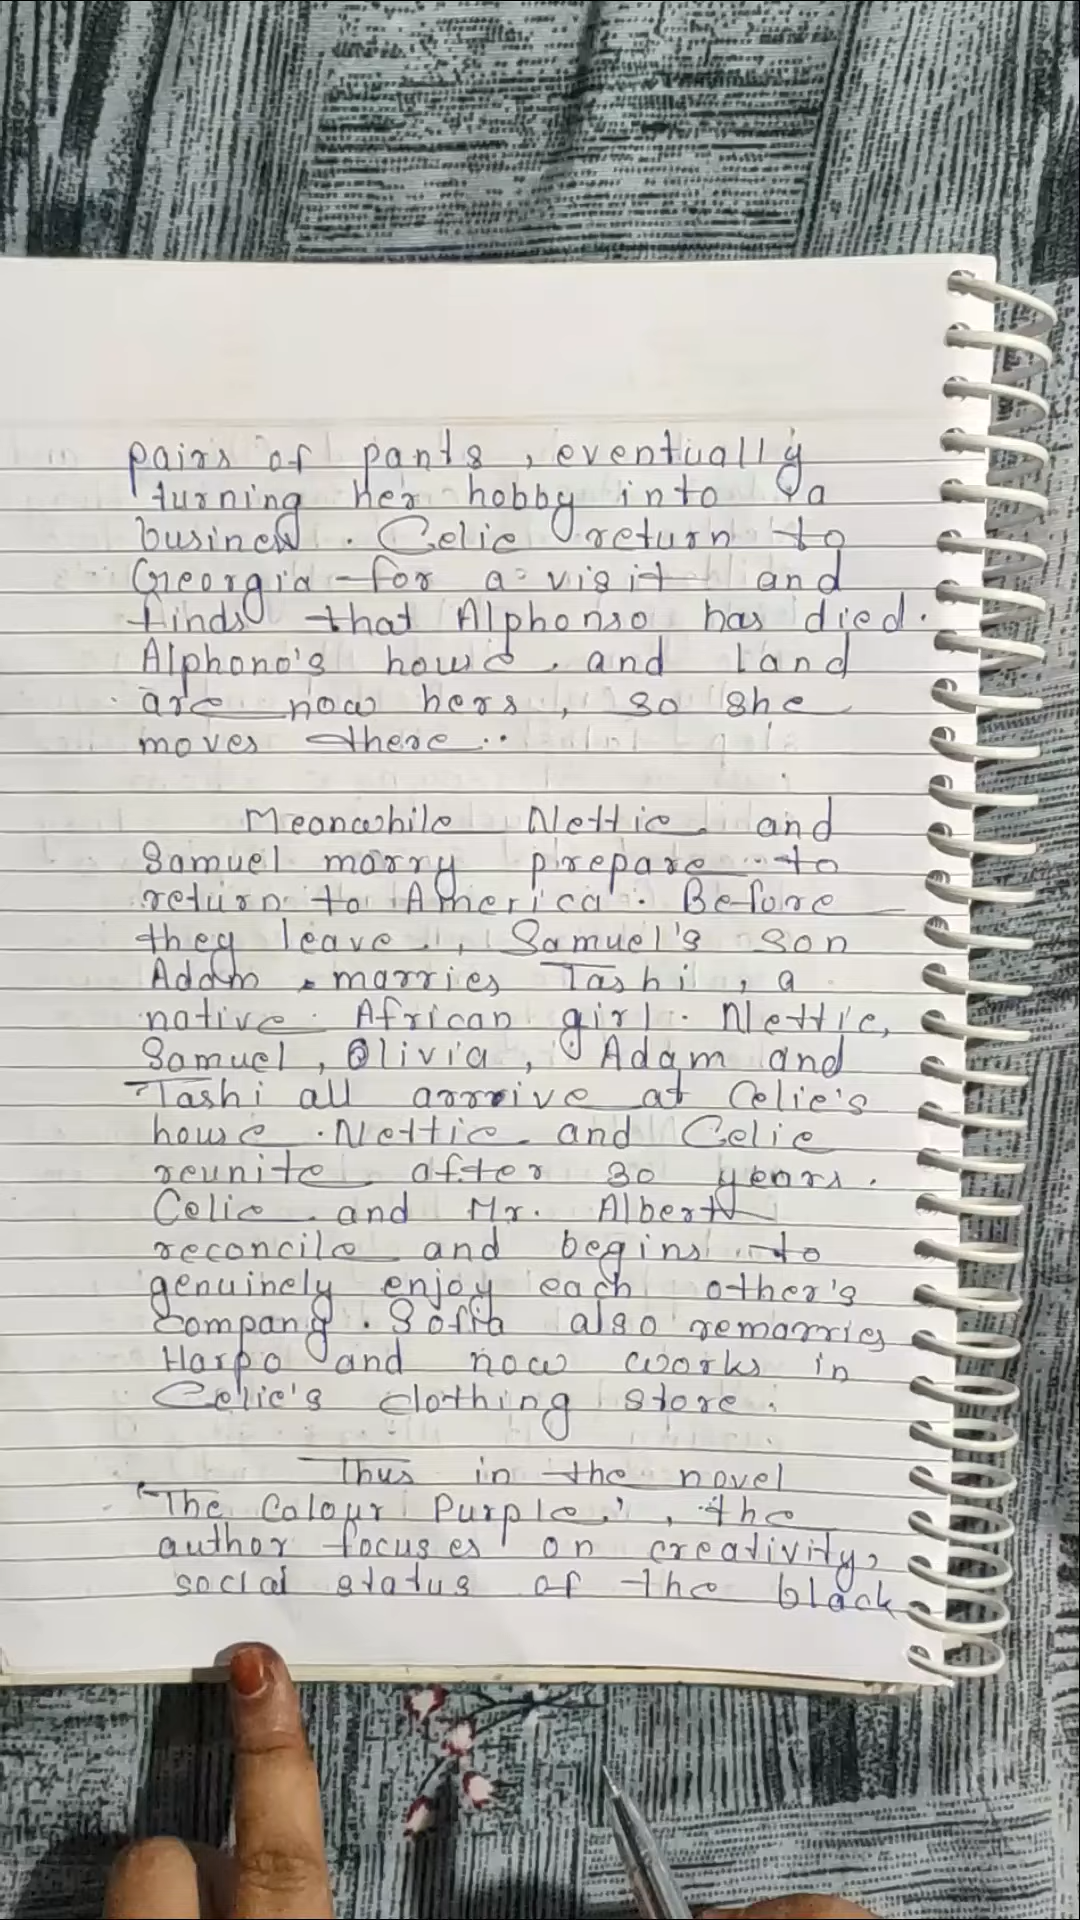 pairs of pants, eventually
turning her hobby into a
business. Celie return to
Georgia for a visit and
finds that Alphonso has died.
Alphono's house and land
are now hers, so she
moves there..
Meanwhile Nettie and
Samuel marry prepare to
return to America. Before
they leave, Samuel's son
Adam marries Tashi, a
native African girl. Nettie,
Samuel, Olivia, Adam and
Tashi all arrive at Celie's
house. Nettie and Celie
reunite after 30 years.
Celie and Mr. Albert
reconcile and begins to
genuinely enjoy each other's
company. Sofia also remarries
Harpo and now works in
Celie's clothing store.
Thus in the novel
'The Colour Purple', the
author focuses on creativity,
social status of the black